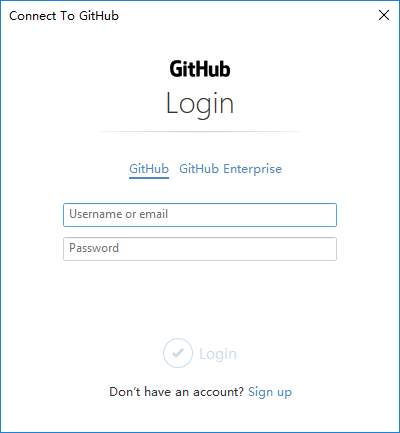 Connect To GitHub
GitHub
Login
GitHub GitHub Enterprise
Username or email
Password
Login
Don't have an account? Sign up